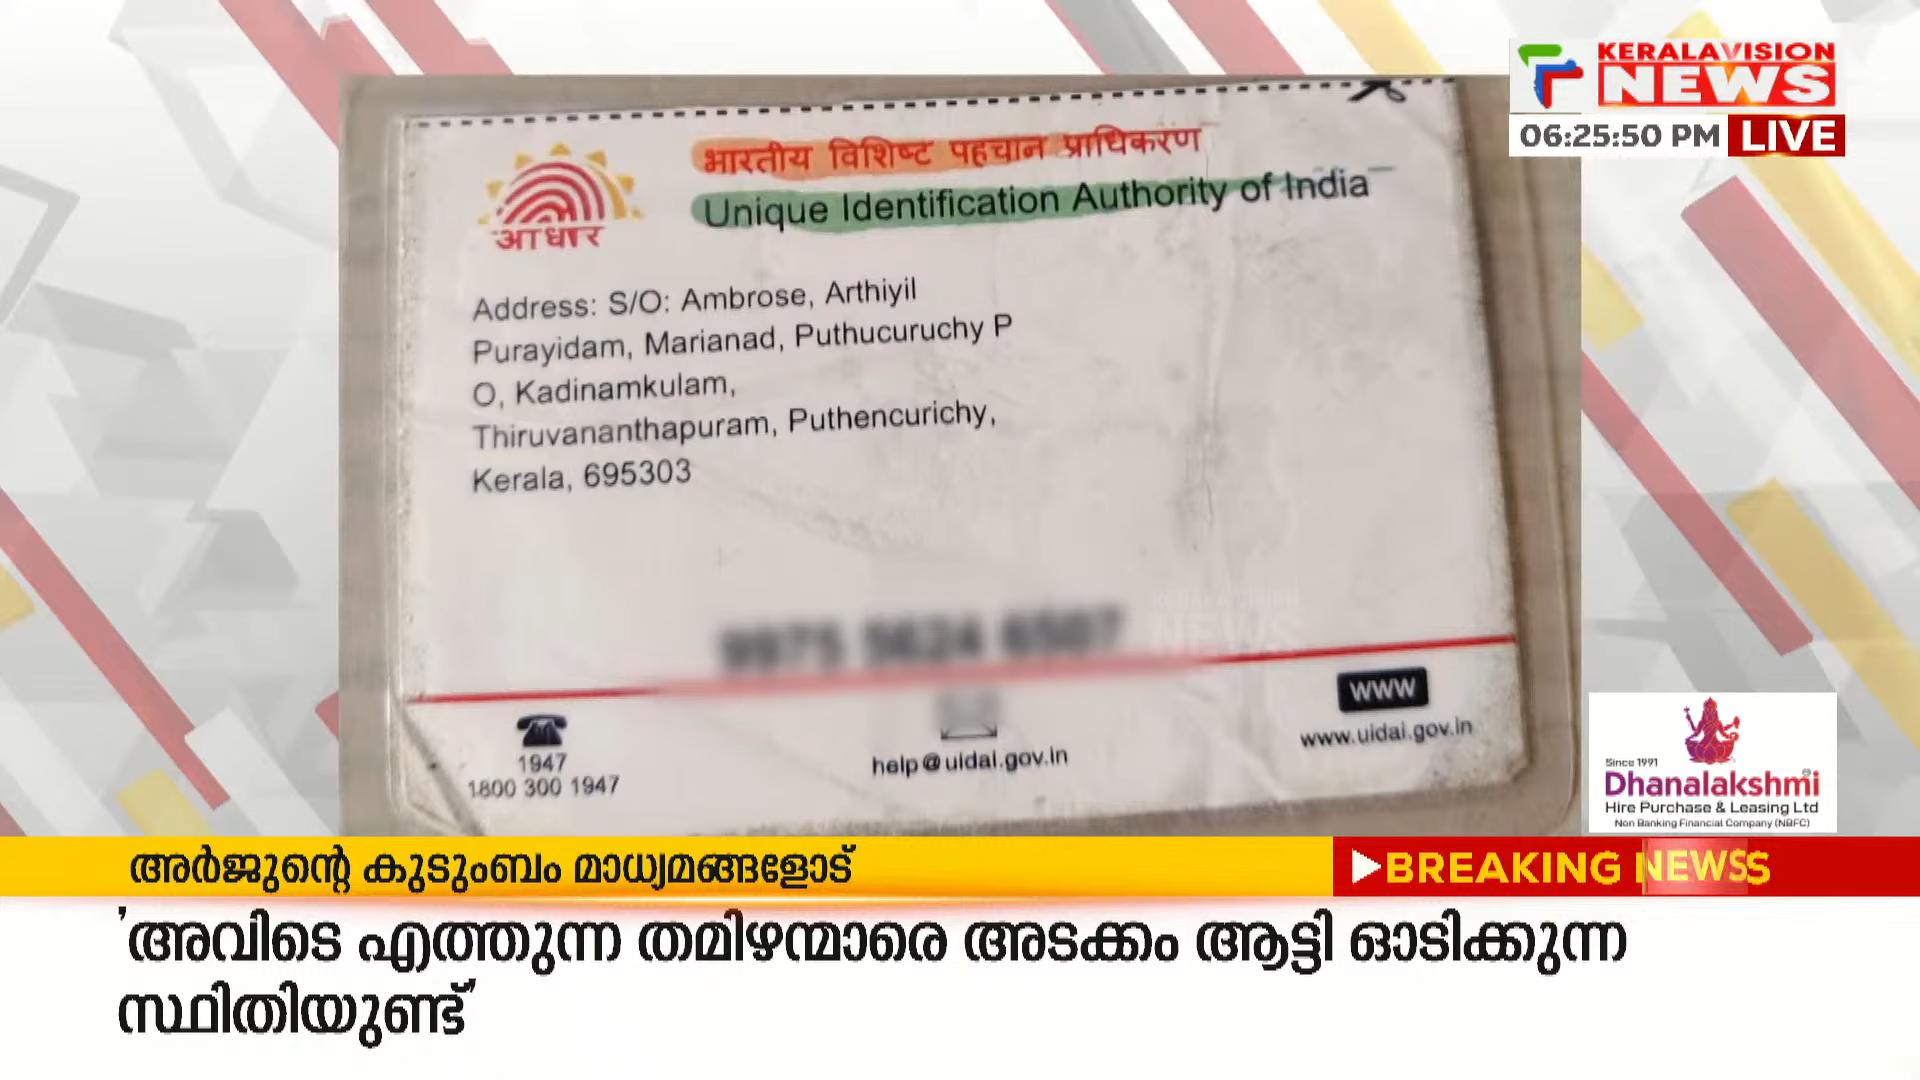 KERALAVISION
NEWS
06:25:50 PM LIVE
भारतीय विशिष्ट पहचान प्राधिकरण
Unique Identification Authority of India
आधार
Address: S/O: Ambrose, Arthiyil
Purayidam, Marianad, Puthucuruchy P
O, Kadinamkulam,
Thiruvananthapuram, Puthencurichy,
Kerala, 695303
KERALAVISION
NEWS
WWW
1947
1800 300 1947
help@uidai.gov.in
www.uidai.gov.in
Since 1991
Dhanalakshmi
Hire Purchase & Leasing Ltd
Non Banking Financial Company (NBFC)
അർജുന്റെ കുടുംബം മാധ്യമങ്ങളോട്
BREAKING NEWS
'അവിടെ എത്തുന്ന തമിഴന്മാരെ അടക്കം ആട്ടി ഓടിക്കുന്ന
സ്ഥിതിയുണ്ട്'